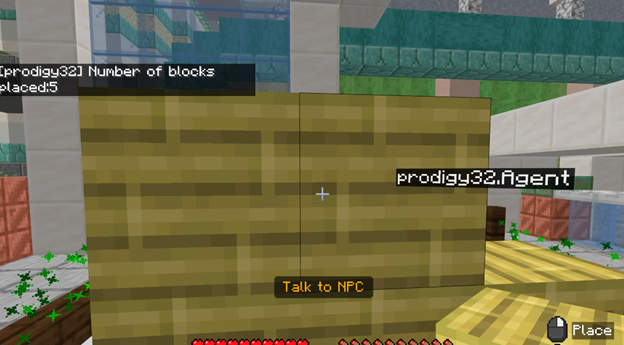 [prodigy32] Number of blocks
placed:5
prodigy32.Agent
Talk to NPC
Place